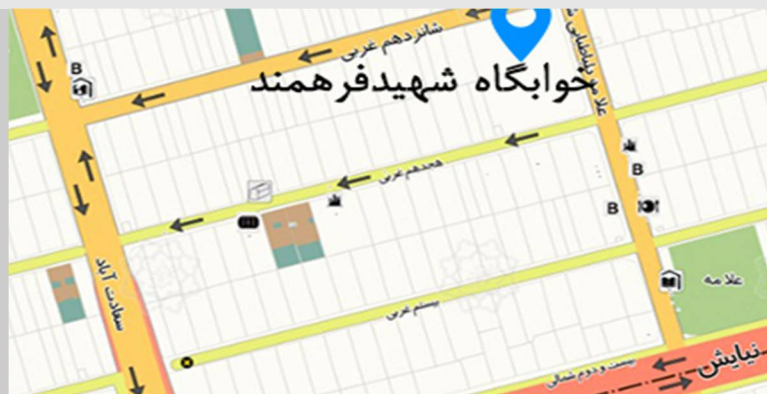 شانزدهم غربی
علامه طباطبایی
خوابگاه شهیدفرهمند
B
هجدهم غربی
B
B
علامه
سعادت آباد
بیستم غربی
نیایش
بیست و دوم شمالی